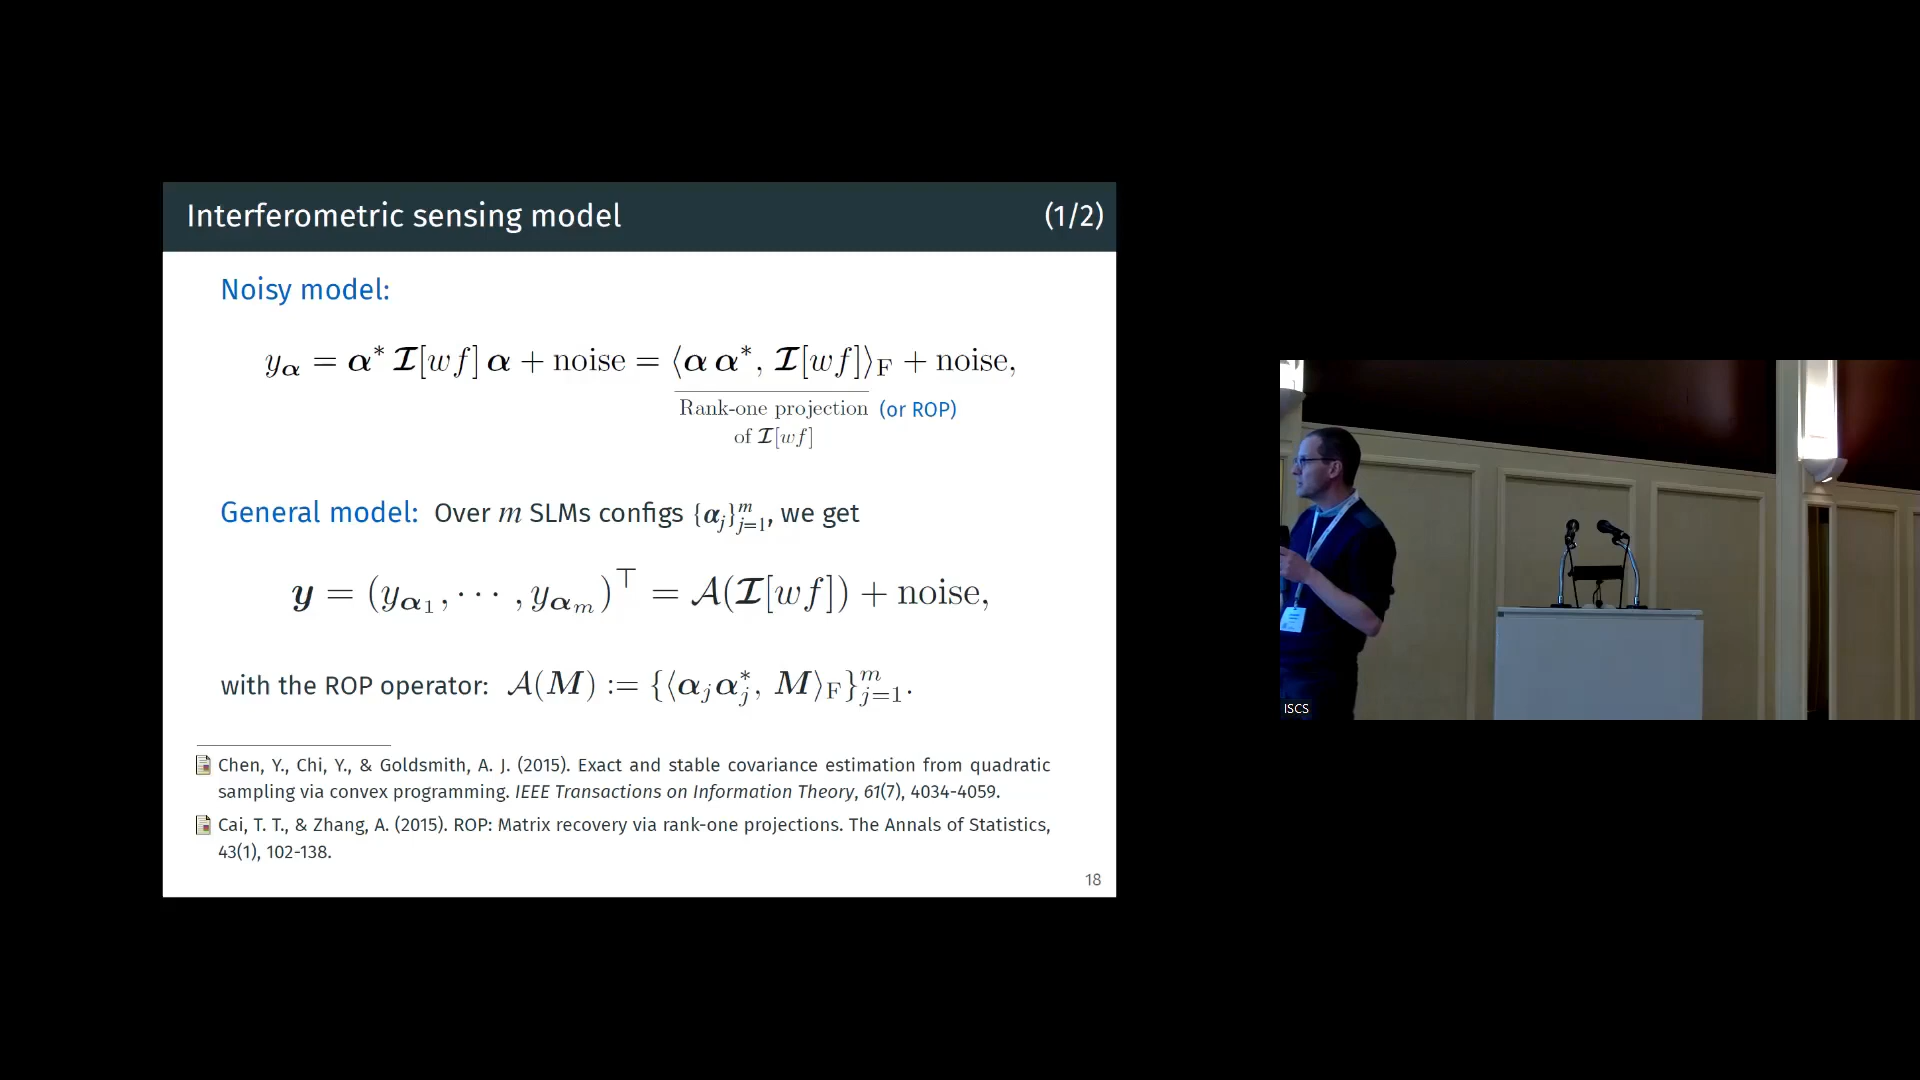 Interferometric sensing model (1/2)
Noisy model:
y_α = α* 𝓘[wf] α + noise = ⟨α α*, 𝓘[wf]⟩_F + noise,
Rank-one projection (or ROP)
of 𝓘[wf]
General model: Over m SLMs configs {α_j}_{j=1}^m, we get
y = (y_{α_1}, ⋯ , y_{α_m})^⊤ = 𝒜(𝓘[wf]) + noise,
with the ROP operator: 𝒜(M) := {⟨α_j α_j^*, M⟩_F}_{j=1}^m.
Chen, Y., Chi, Y., & Goldsmith, A. J. (2015). Exact and stable covariance estimation from quadratic
sampling via convex programming. IEEE Transactions on Information Theory, 61(7), 4034-4059.
Cai, T. T., & Zhang, A. (2015). ROP: Matrix recovery via rank-one projections. The Annals of Statistics,
43(1), 102-138.
18
ISCS